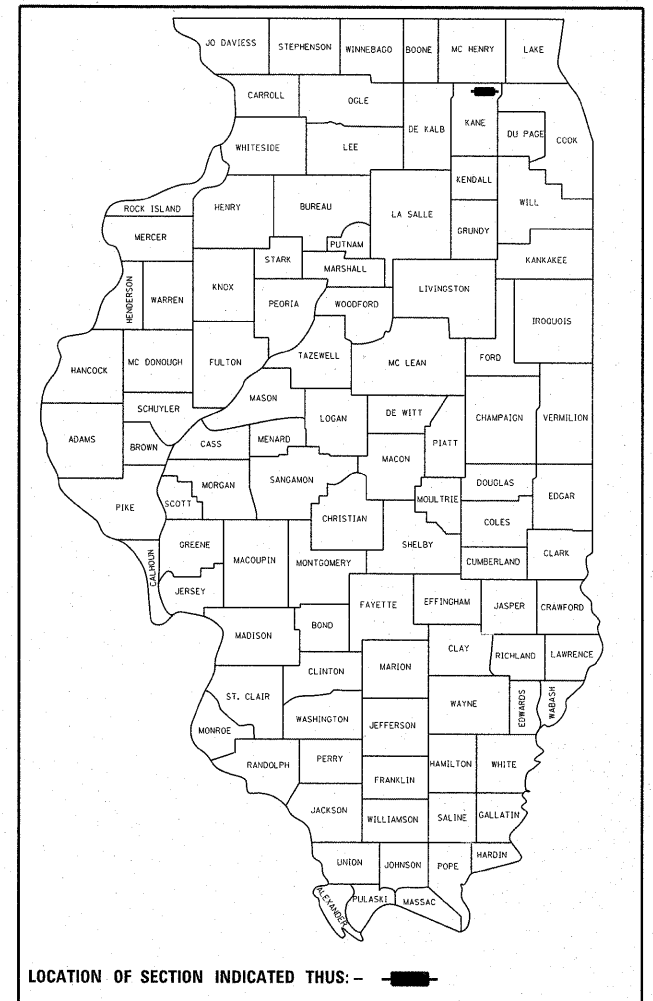 JO DAVIESS
STEPHENSON
WINNEBAGO
BOONE
MC HENRY
LAKE
CARROLL
OGLE
DE KALB
KANE
DU PAGE
COOK
WHITESIDE
LEE
KENDALL
WILL
ROCK ISLAND
HENRY
BUREAU
LA SALLE
GRUNDY
MERCER
PUTNAM
KANKAKEE
STARK
MARSHALL
HENDERSON
WARREN
KNOX
PEORIA
WOODFORD
LIVINGSTON
IROQUOIS
HANCOCK
MC DONOUGH
FULTON
TAZEWELL
MC LEAN
FORD
MASON
SCHUYLER
LOGAN
DE WITT
CHAMPAIGN
VERMILION
ADAMS
BROWN
CASS
MENARD
PIATT
MACON
MORGAN
SANGAMON
DOUGLAS
EDGAR
PIKE
SCOTT
CHRISTIAN
MOULTRIE
COLES
GREENE
MACOUPIN
MONTGOMERY
SHELBY
CUMBERLAND
CLARK
CALHOUN
JERSEY
FAYETTE
EFFINGHAM
JASPER
CRAWFORD
MADISON
BOND
CLAY
RICHLAND
LAWRENCE
CLINTON
MARION
ST. CLAIR
WAYNE
EDWARDS
WABASH
WASHINGTON
JEFFERSON
MONROE
RANDOLPH
PERRY
HAMILTON
WHITE
FRANKLIN
JACKSON
WILLIAMSON
SALINE
GALLATIN
UNION
JOHNSON
POPE
HARDIN
ALEXANDER
PULASKI
MASSAC
LOCATION OF SECTION INDICATED THUS: -